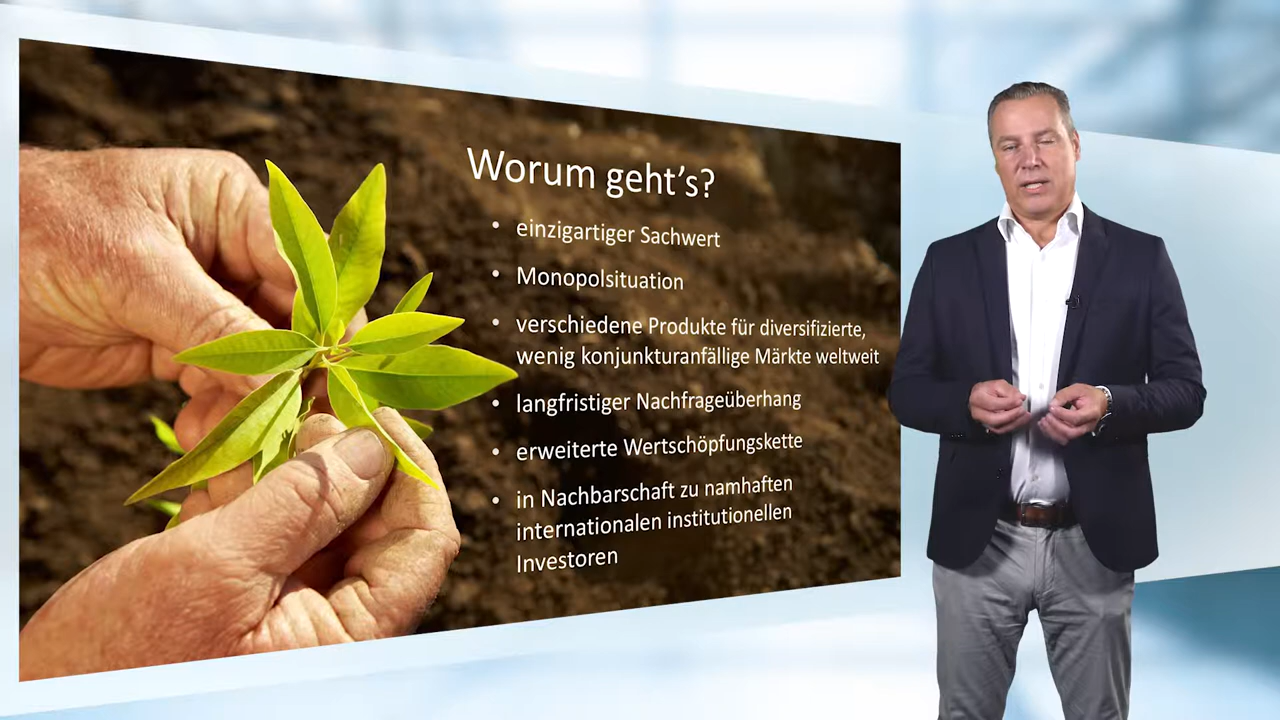 Worum geht's?
• einzigartiger Sachwert
• Monopolsituation
• verschiedene Produkte für diversifizierte,
wenig konjunkturanfällige Märkte weltweit
• langfristiger Nachfrageüberhang
• erweiterte Wertschöpfungskette
• in Nachbarschaft zu namhaften
internationalen institutionellen
Investoren